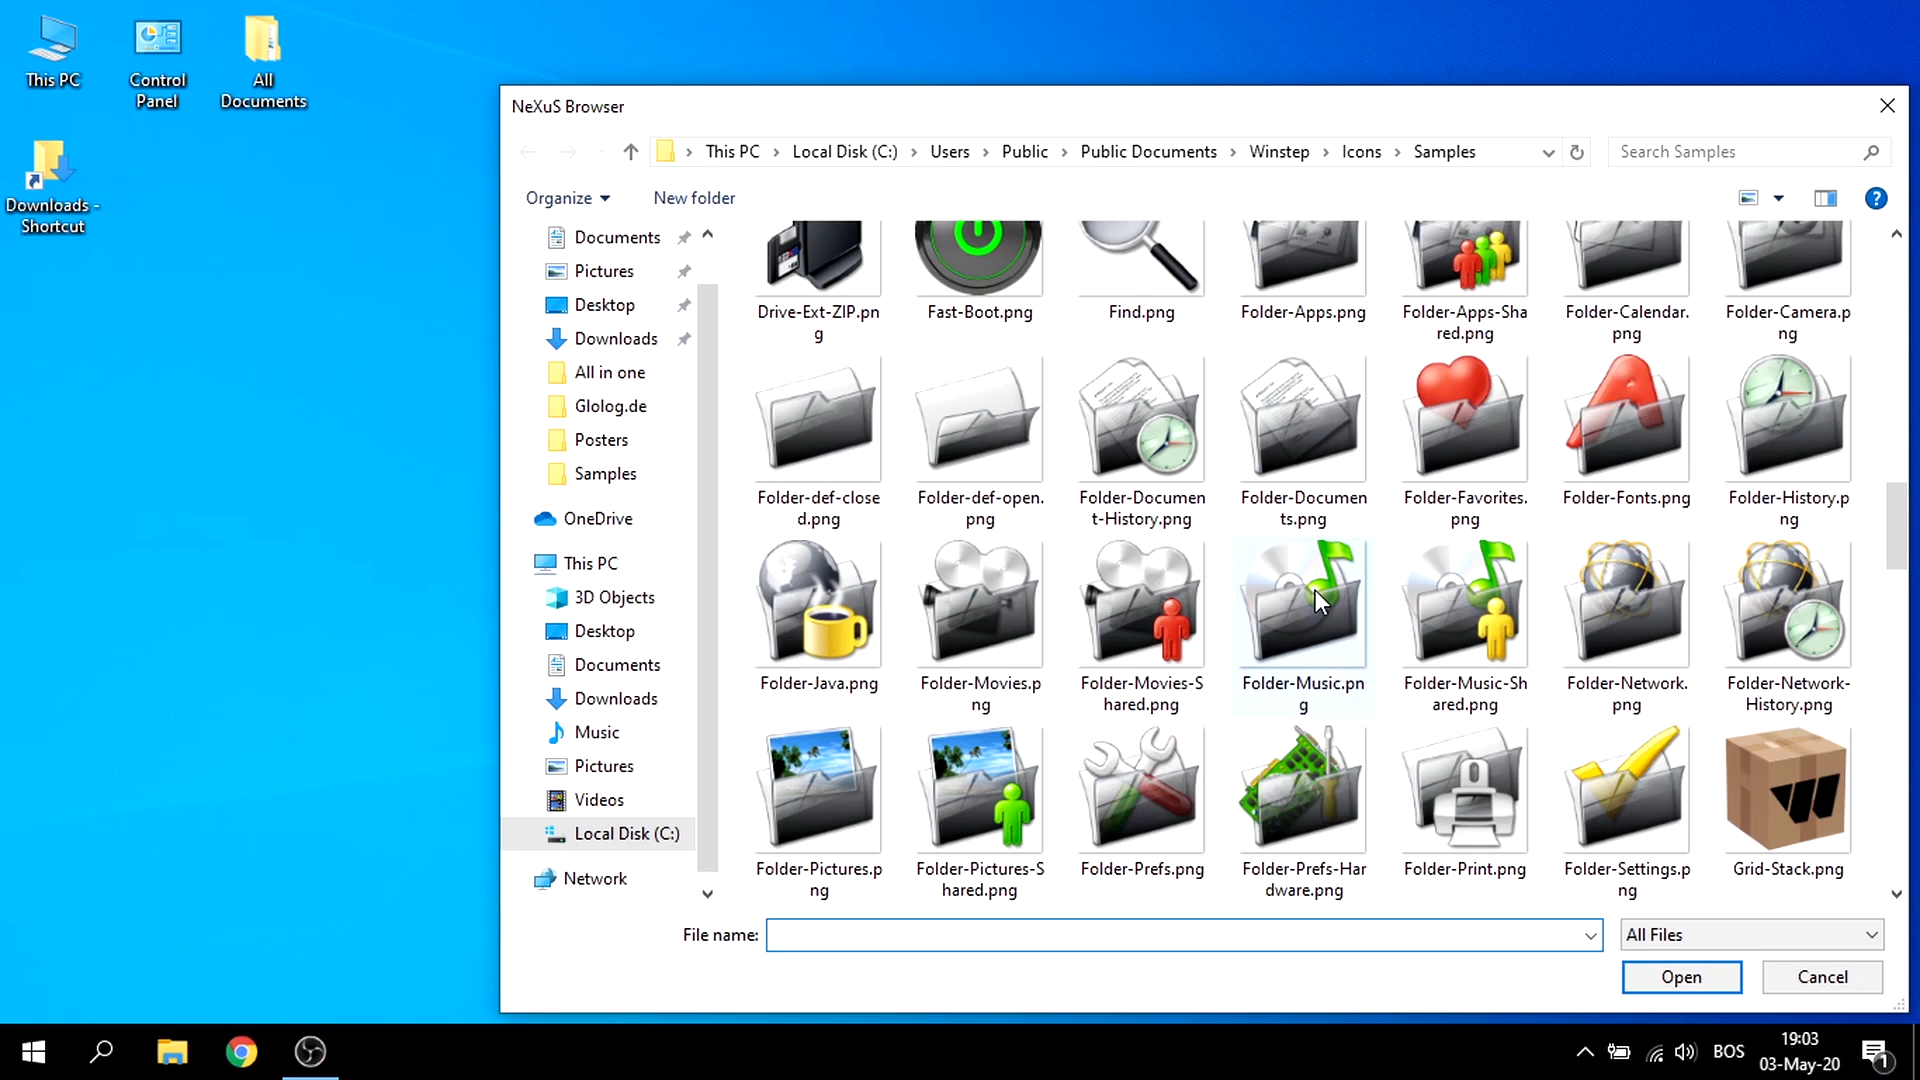 This PC
Control
Panel
All
Documents
Downloads -
Shortcut
NeXuS Browser
This PC > Local Disk (C:) > Users > Public > Public Documents > Winstep > Icons > Samples
Search Samples
Organize
New folder
Documents
Pictures
Desktop
Downloads
All in one
Glolog.de
Posters
Samples
OneDrive
This PC
3D Objects
Desktop
Documents
Downloads
Music
Pictures
Videos
Local Disk (C:)
Network
Drive-Ext-ZIP.pn
g
Fast-Boot.png
Find.png
Folder-Apps.png
Folder-Apps-Sha
red.png
Folder-Calendar.
png
Folder-Camera.p
ng
Folder-def-close
d.png
Folder-def-open.
png
Folder-Documen
t-History.png
Folder-Documen
ts.png
Folder-Favorites.
png
Folder-Fonts.png
Folder-History.p
ng
Folder-Java.png
Folder-Movies.p
ng
Folder-Movies-S
hared.png
Folder-Music.pn
g
Folder-Music-Sh
ared.png
Folder-Network.
png
Folder-Network-
History.png
Folder-Pictures.p
ng
Folder-Pictures-S
hared.png
Folder-Prefs.png
Folder-Prefs-Har
dware.png
Folder-Print.png
Folder-Settings.p
ng
Grid-Stack.png
File name:
All Files
Open
Cancel
BOS
19:03
03-May-20
1